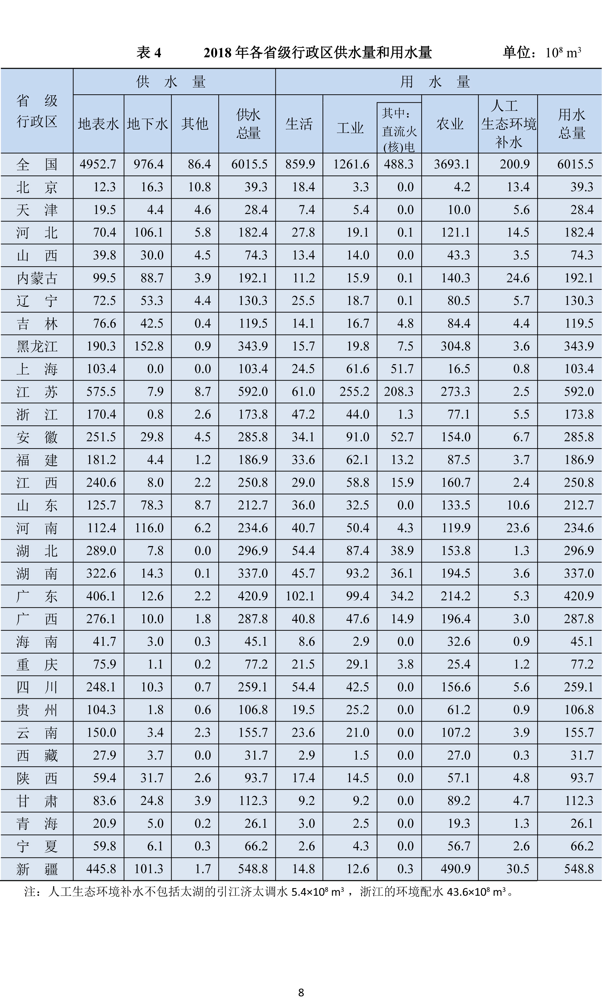 表 4 2018 年各省级行政区供水量和用水量 单位：10⁸ m³
省 级 行政区 供 水 量 用 水 量
地表水 地下水 其他 供水总量 生活 工业 其中：直流火(核)电 农业 人工生态环境补水 用水总量
全 国 4952.7 976.4 86.4 6015.5 859.9 1261.6 488.3 3693.1 200.9 6015.5
北 京 12.3 16.3 10.8 39.3 18.4 3.3 0.0 4.2 13.4 39.3
天 津 19.5 4.4 4.6 28.4 7.4 5.4 0.0 10.0 5.6 28.4
河 北 70.4 106.1 5.8 182.4 27.8 19.1 0.1 121.1 14.5 182.4
山 西 39.8 30.0 4.5 74.3 13.4 14.0 0.0 43.3 3.5 74.3
内蒙古 99.5 88.7 3.9 192.1 11.2 15.9 0.1 140.3 24.6 192.1
辽 宁 72.5 53.3 4.4 130.3 25.5 18.7 0.1 80.5 5.7 130.3
吉 林 76.6 42.5 0.4 119.5 14.1 16.7 4.8 84.4 4.4 119.5
黑龙江 190.3 152.8 0.9 343.9 15.7 19.8 7.5 304.8 3.6 343.9
上 海 103.4 0.0 0.0 103.4 24.5 61.6 51.7 16.5 0.8 103.4
江 苏 575.5 7.9 8.7 592.0 61.0 255.2 208.3 273.3 2.5 592.0
浙 江 170.4 0.8 2.6 173.8 47.2 44.0 1.3 77.1 5.5 173.8
安 徽 251.5 29.8 4.5 285.8 34.1 91.0 52.7 154.0 6.7 285.8
福 建 181.2 4.4 1.2 186.9 33.6 62.1 13.2 87.5 3.7 186.9
江 西 240.6 8.0 2.2 250.8 29.0 58.8 15.9 160.7 2.4 250.8
山 东 125.7 78.3 8.7 212.7 36.0 32.5 0.0 133.5 10.6 212.7
河 南 112.4 116.0 6.2 234.6 40.7 50.4 4.3 119.9 23.6 234.6
湖 北 289.0 7.8 0.0 296.9 54.4 87.4 38.9 153.8 1.3 296.9
湖 南 322.6 14.3 0.1 337.0 45.7 93.2 36.1 194.5 3.6 337.0
广 东 406.1 12.6 2.2 420.9 102.1 99.4 34.2 214.2 5.3 420.9
广 西 276.1 10.0 1.8 287.8 40.8 47.6 14.9 196.4 3.0 287.8
海 南 41.7 3.0 0.3 45.1 8.6 2.9 0.0 32.6 0.9 45.1
重 庆 75.9 1.1 0.2 77.2 21.5 29.1 3.8 25.4 1.2 77.2
四 川 248.1 10.3 0.7 259.1 54.4 42.5 0.0 156.6 5.6 259.1
贵 州 104.3 1.8 0.6 106.8 19.5 25.2 0.0 61.2 0.9 106.8
云 南 150.0 3.4 2.3 155.7 23.6 21.0 0.0 107.2 3.9 155.7
西 藏 27.9 3.7 0.0 31.7 2.9 1.5 0.0 27.0 0.3 31.7
陕 西 59.4 31.7 2.6 93.7 17.4 14.5 0.0 57.1 4.8 93.7
甘 肃 83.6 24.8 3.9 112.3 9.2 9.2 0.0 89.2 4.7 112.3
青 海 20.9 5.0 0.2 26.1 3.0 2.5 0.0 19.3 1.3 26.1
宁 夏 59.8 6.1 0.3 66.2 2.6 4.3 0.0 56.7 2.6 66.2
新 疆 445.8 101.3 1.7 548.8 14.8 12.6 0.3 490.9 30.5 548.8
注：人工生态环境补水不包括太湖的引江济太调水 5.4×10⁸ m³ ，浙江的环境配水 43.6×10⁸ m³ 。
8